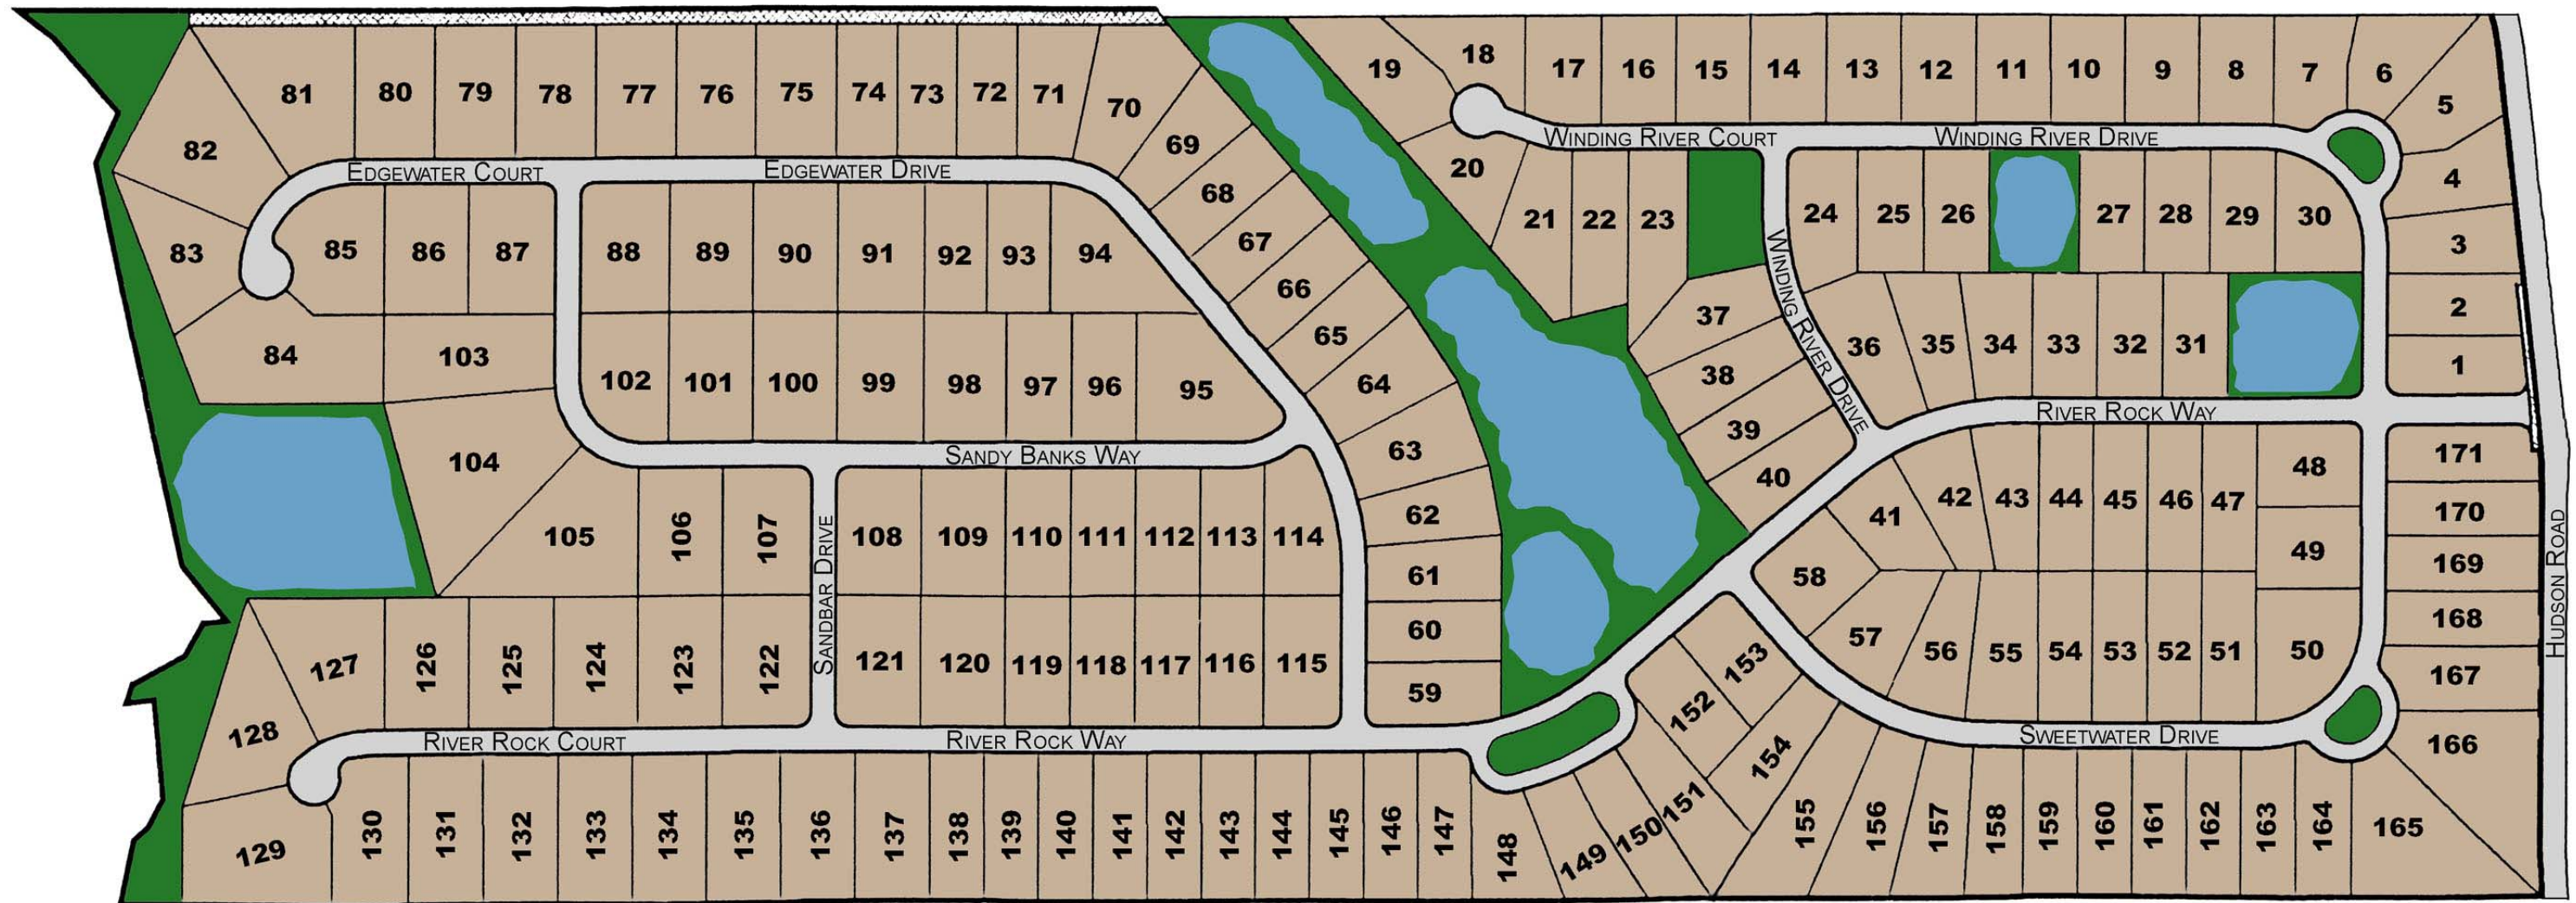 81 80 79 78 77 76 75 74 73 72 71 70
19 18 17 16 15 14 13 12 11 10 9 8 7 6
5
82
69
WINDING RIVER COURT WINDING RIVER DRIVE
EDGEWATER COURT EDGEWATER DRIVE
68
20
4
83 85 86 87 88 89 90 91 92 93 94
67
21 22 23
24 25 26 27 28 29 30
3
66
WINDING RIVER DRIVE
37
2
65
84 103
36 35 34 33 32 31
1
102 101 100 99 98 97 96 95
64
38
RIVER ROCK WAY
39
63
SANDY BANKS WAY
104
40
41 42 43 44 45 46 47
48
171
62
170
105 106 107
SANDBAR DRIVE
108 109 110 111 112 113 114
49
169
HUDSON ROAD
61
58
168
60
57 56 55 54 53 52 51 50
127 126 125 124 123 122
121 120 119 118 117 116 115
167
59
153
152
154
128
RIVER ROCK COURT RIVER ROCK WAY
SWEETWATER DRIVE
166
129 130 131 132 133 134 135 136 137 138 139 140 141 142 143 144 145 146 147 148 149 150 151 155 156 157 158 159 160 161 162 163 164 165